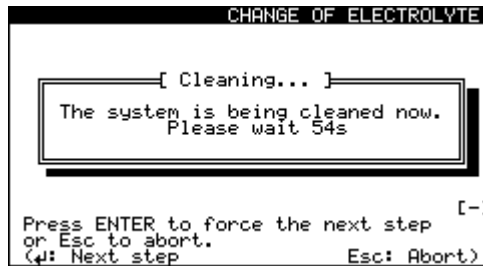 CHANGE OF ELECTROLYTE
[ Cleaning... ]
The system is being cleaned now.
Please wait 54s
[-]
Press ENTER to force the next step
or Esc to abort.
(↵: Next step Esc: Abort)